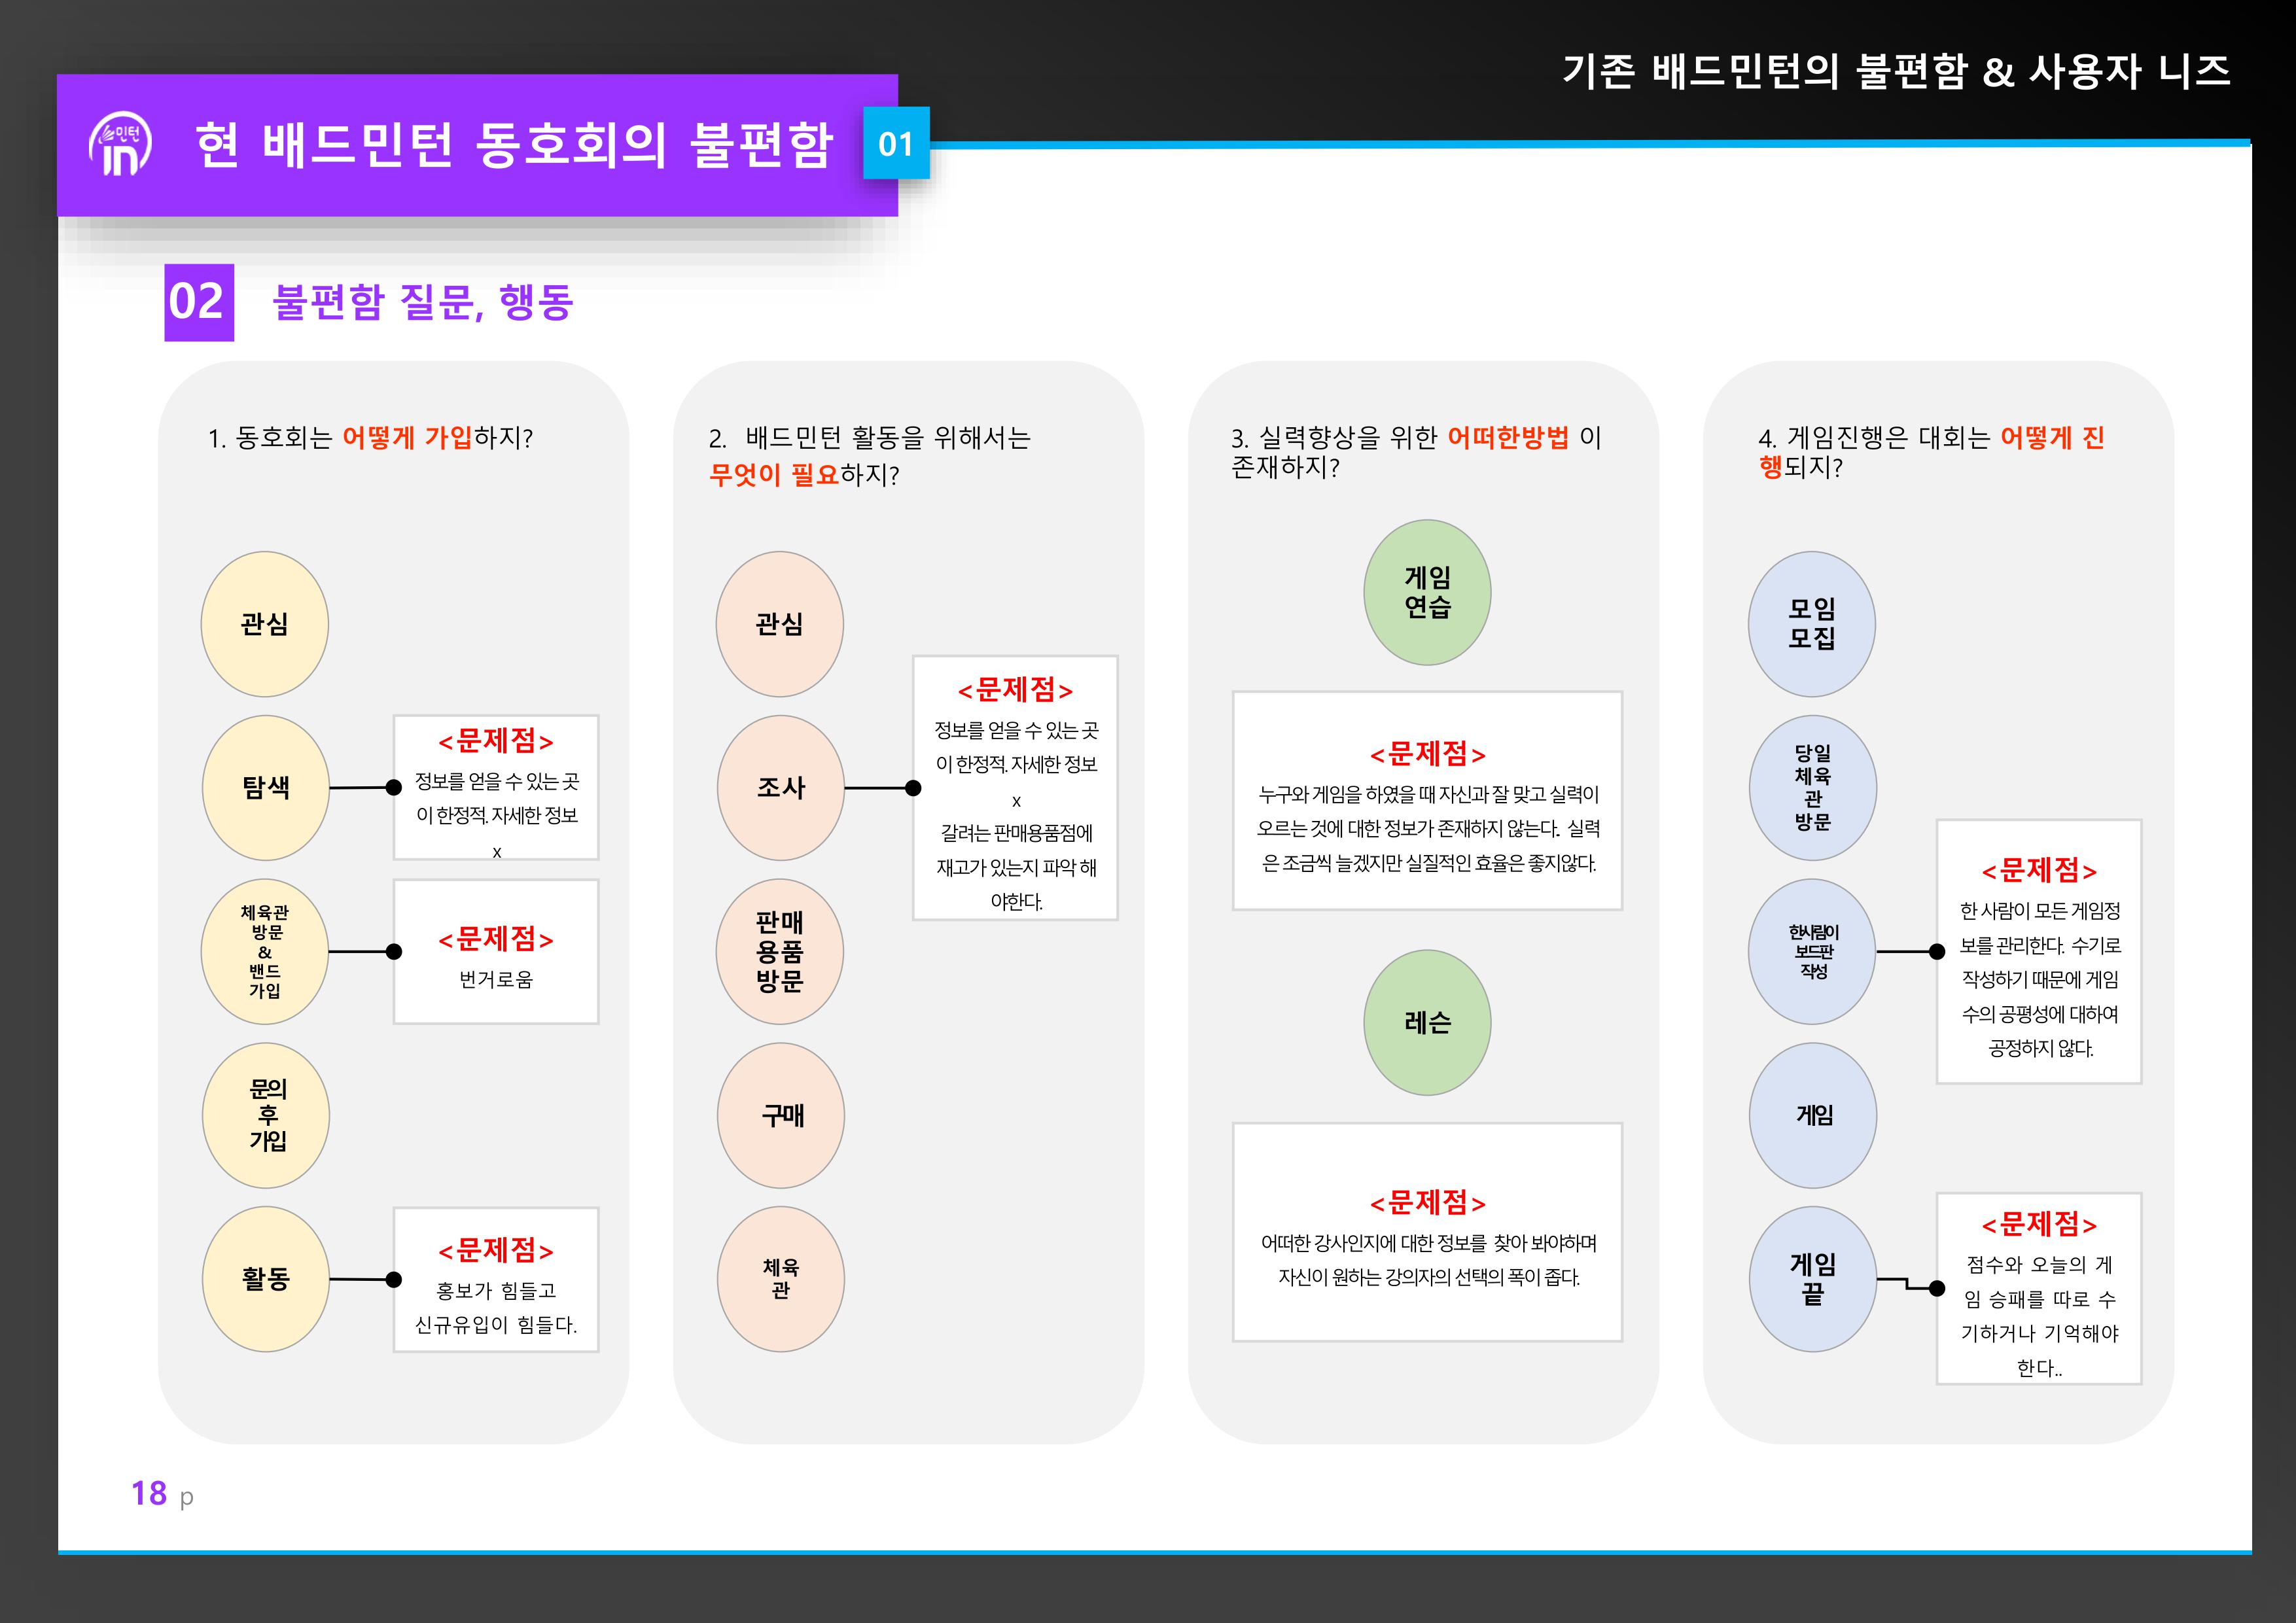 기존 배드민턴의 불편함 & 사용자 니즈
민턴
in
현 배드민턴 동호회의 불편함
01
02
불편함 질문, 행동
1. 동호회는 어떻게 가입하지?
관심
탐색
<문제점>
정보를 얻을 수 있는 곳
이 한정적. 자세한 정보
x
체육관
방문
&
밴드
가입
<문제점>
번거로움
문의
후
가입
활동
<문제점>
홍보가 힘들고
신규유입이 힘들다.
2. 배드민턴 활동을 위해서는
무엇이 필요하지?
관심
조사
<문제점>
정보를 얻을 수 있는 곳
이 한정적. 자세한 정보
x
갈려는 판매용품점에
재고가 있는지 파악 해
야한다.
판매
용품
방문
구매
체육
관
3. 실력향상을 위한 어떠한방법 이
존재하지?
게임
연습
<문제점>
누구와 게임을 하였을 때 자신과 잘 맞고 실력이
오르는 것에 대한 정보가 존재하지 않는다. 실력
은 조금씩 늘겠지만 실질적인 효율은 좋지않다.
레슨
<문제점>
어떠한 강사인지에 대한 정보를 찾아 봐야하며
자신이 원하는 강의자의 선택의 폭이 좁다.
4. 게임진행은 대회는 어떻게 진
행되지?
모임
모집
당일
체육
관
방문
한사람이
보드판
작성
<문제점>
한 사람이 모든 게임정
보를 관리한다. 수기로
작성하기 때문에 게임
수의 공평성에 대하여
공정하지 않다.
게임
게임
끝
<문제점>
점수와 오늘의 게
임 승패를 따로 수
기하거나 기억해야
한다..
18 p